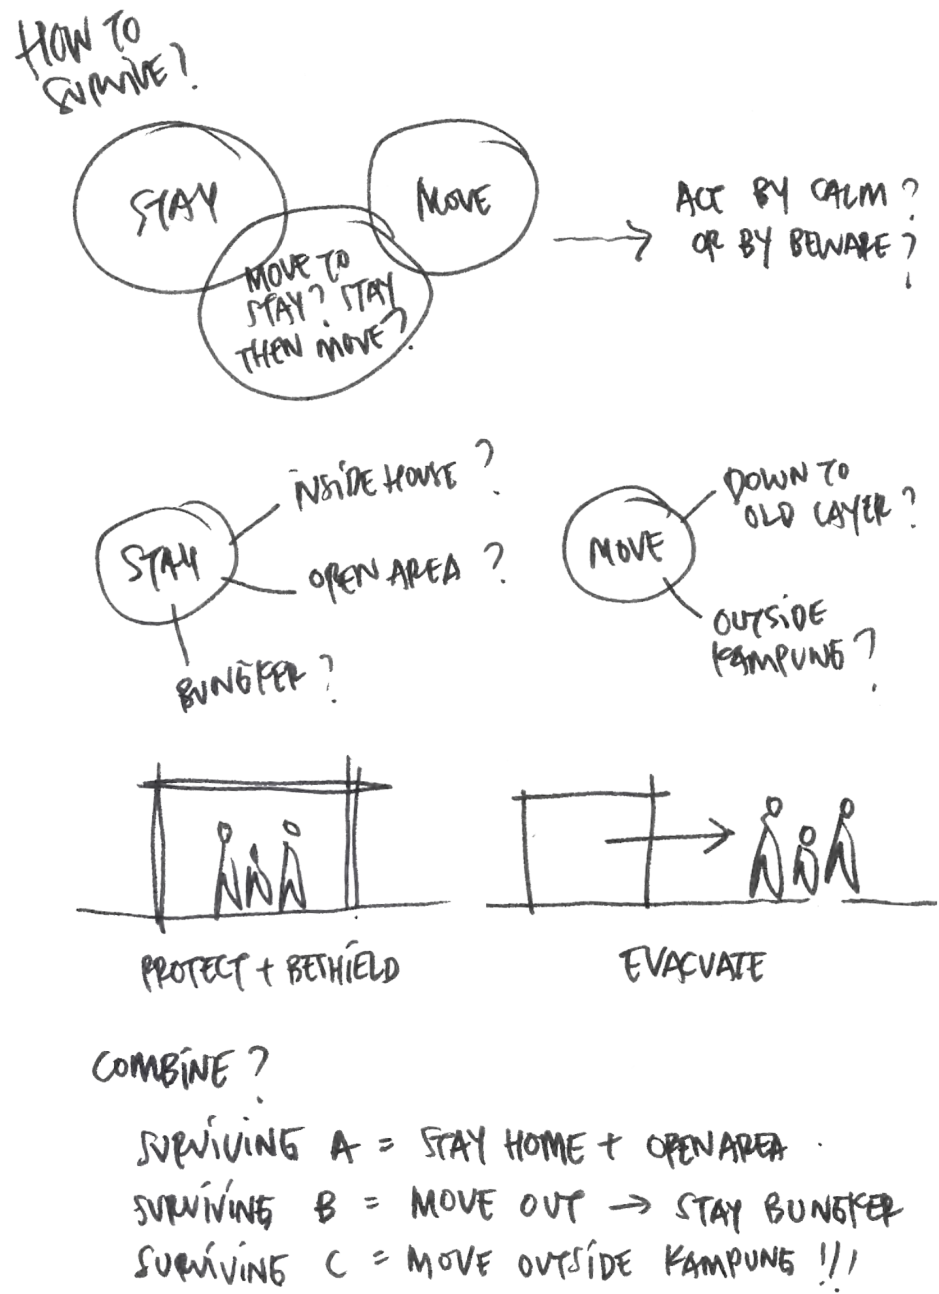 HOW TO
SURVIVE?
STAY
MOVE
MOVE TO
STAY? STAY
THEN MOVE?
ACT BY CALM?
OR BY BEWARE?
STAY
INSIDE HOUSE?
OPEN AREA?
BUNGKER?
MOVE
DOWN TO
OLD LAYER?
OUTSIDE
KAMPUNG?
PROTECT + BESHIELD
EVACUATE
COMBINE?
SURVIVING A = STAY HOME + OPEN AREA
SURVIVING B = MOVE OUT → STAY BUNGKER
SURVIVING C = MOVE OUTSIDE KAMPUNG !!!